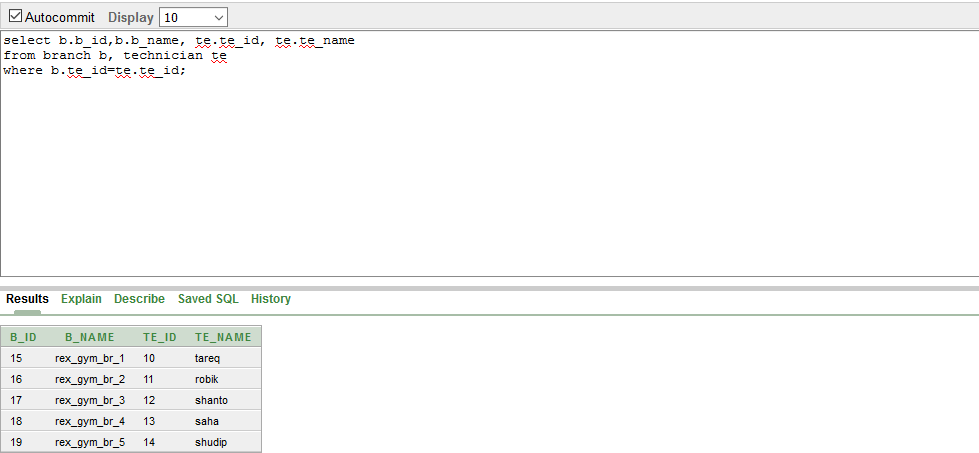 Autocommit Display 10
select b.b_id,b.b_name, te.te_id, te.te_name
from branch b, technician te
where b.te_id=te.te_id;
Results Explain Describe Saved SQL History
B_ID B_NAME TE_ID TE_NAME
15 rex_gym_br_1 10 tareq
16 rex_gym_br_2 11 robik
17 rex_gym_br_3 12 shanto
18 rex_gym_br_4 13 saha
19 rex_gym_br_5 14 shudip